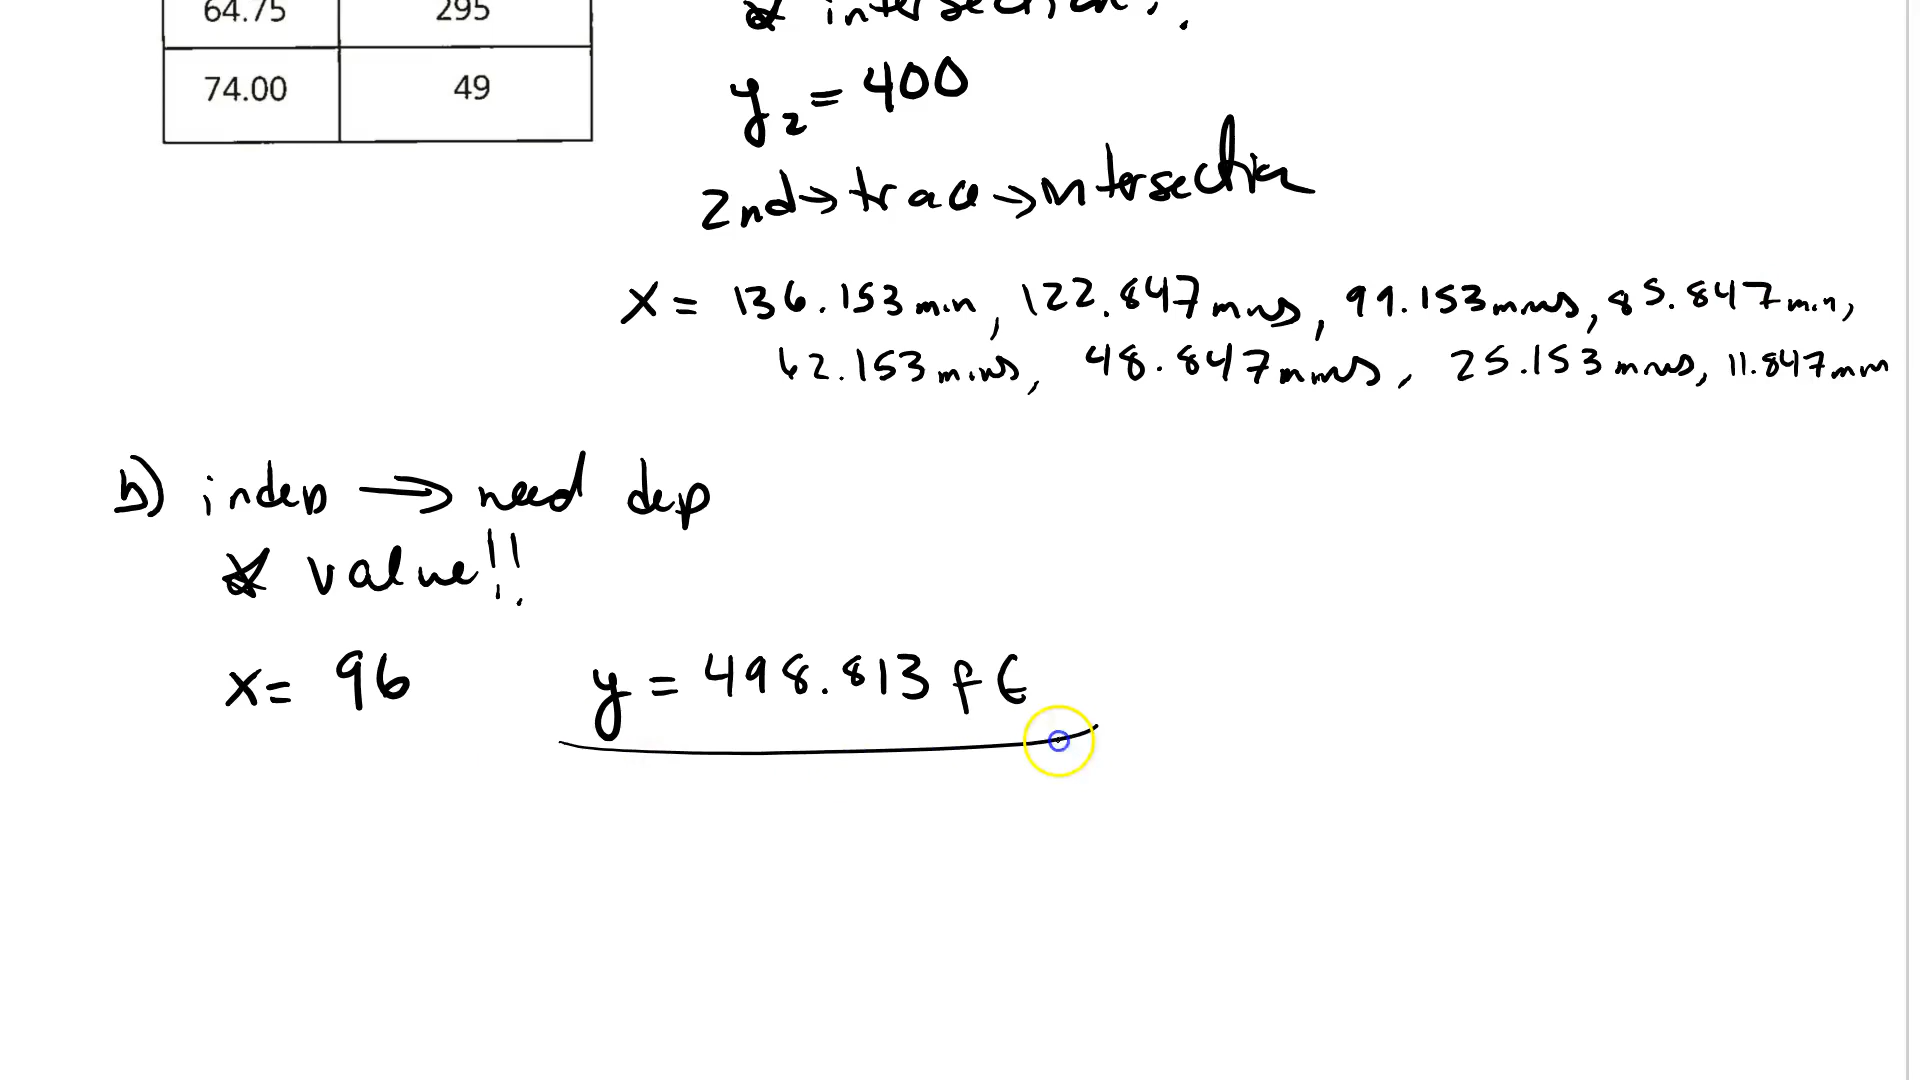 64.75 295
74.00 49
☆ intersection!!
y₂ = 400
2nd → trace → intersection
x = 136.153 min, 122.847 mins, 99.153 mins, 85.847 min,
62.153 mins, 48.847 mins, 25.153 mins, 11.847 min
b) indep → need dep
☆ value!!
x = 96 y = 498.813 ft